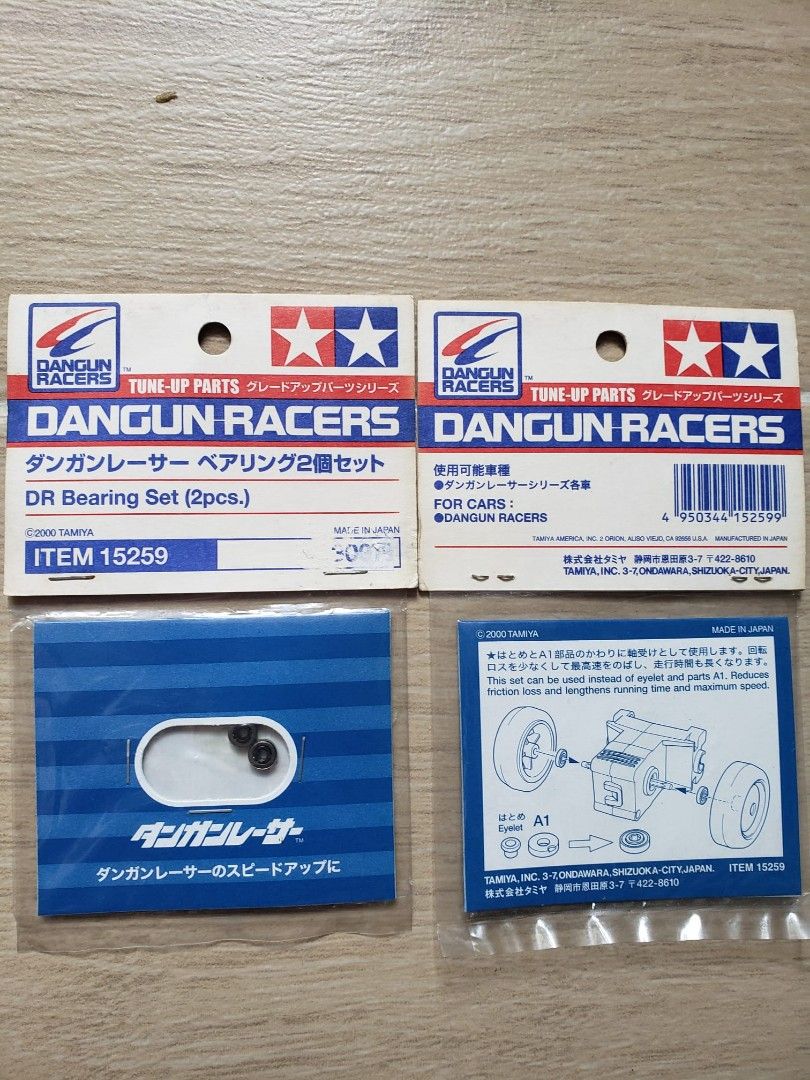 DANGUN
RACERS
TM
TUNE-UP PARTS グレードアップパーツシリーズ
DANGUN RACERS
ダンガンレーサー ベアリング2個セット
DR Bearing Set (2pcs.)
©2000 TAMIYA
MADE IN JAPAN
ITEM 15259
ダンガンレーサー
TM
ダンガンレーサーのスピードアップに
DANGUN
RACERS
TM
TUNE-UP PARTS グレードアップパーツシリーズ
DANGUN RACERS
使用可能車種
●ダンガンレーサーシリーズ各車
FOR CARS :
●DANGUN RACERS
4 950344 152599
TAMIYA AMERICA, INC. 2 ORION, ALISO VIEJO, CA 92656 U.S.A. MANUFACTURED IN JAPAN
株式会社タミヤ 静岡市恩田原3-7 〒422-8610
TAMIYA, INC. 3-7, ONDAWARA, SHIZUOKA-CITY, JAPAN.
© 2000 TAMIYA
MADE IN JAPAN
★はとめとA1部品のかわりに軸受けとして使用します。回転
ロスを少なくして最高速をのばし、走行時間も長くなります。
This set can be used instead of eyelet and parts A1. Reduces
friction loss and lengthens running time and maximum speed.
はとめ
Eyelet
A1
TAMIYA, INC. 3-7, ONDAWARA, SHIZUOKA-CITY, JAPAN. ITEM 15259
株式会社タミヤ 静岡市恩田原3-7 〒422-8610